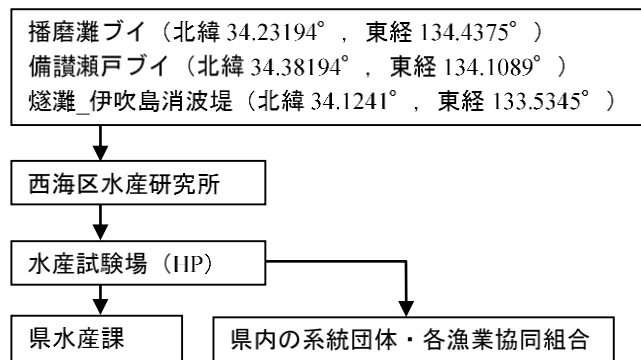 播磨灘ブイ（北緯 34.23194°, 東経 134.4375°）
備讃瀬戸ブイ（北緯 34.38194°, 東経 134.1089°）
燧灘_伊吹島消波堤（北緯 34.1241°, 東経 133.5345°）
西海区水産研究所
水産試験場（HP）
県水産課
県内の系統団体・各漁業協同組合